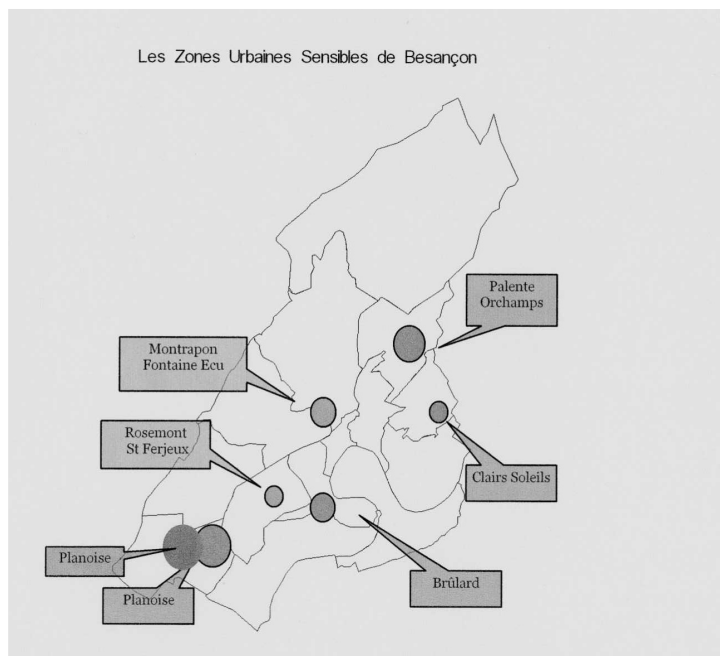 Les Zones Urbaines Sensibles de Besançon
Palente
Orchamps
Montrapon
Fontaine Ecu
Rosemont
St Ferjeux
Clairs Soleils
Planoise
Planoise
Brûlard